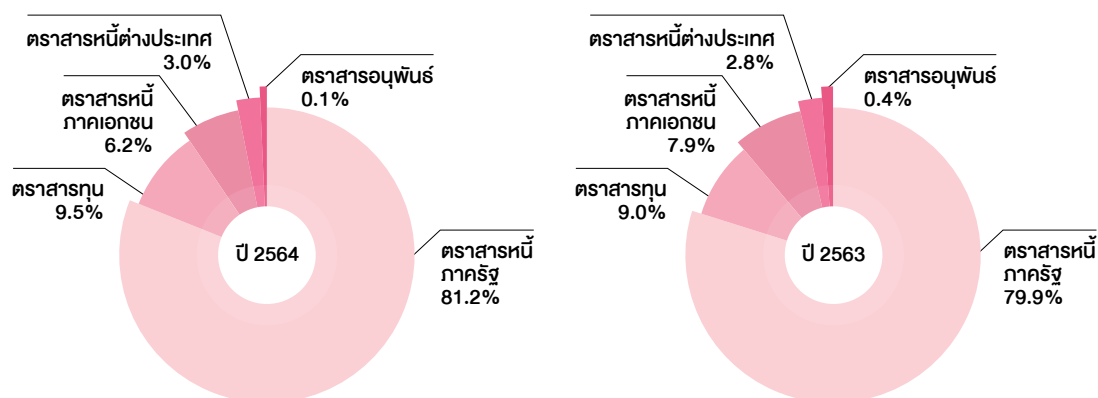 ตราสารหนี้ต่างประเทศ
3.0%
ตราสารอนุพันธ์
0.1%
ตราสารหนี้
ภาคเอกชน
6.2%
ตราสารทุน
9.5%
ปี 2564
ตราสารหนี้
ภาครัฐ
81.2%
ตราสารหนี้ต่างประเทศ
2.8%
ตราสารอนุพันธ์
0.4%
ตราสารหนี้
ภาคเอกชน
7.9%
ตราสารทุน
9.0%
ปี 2563
ตราสารหนี้
ภาครัฐ
79.9%